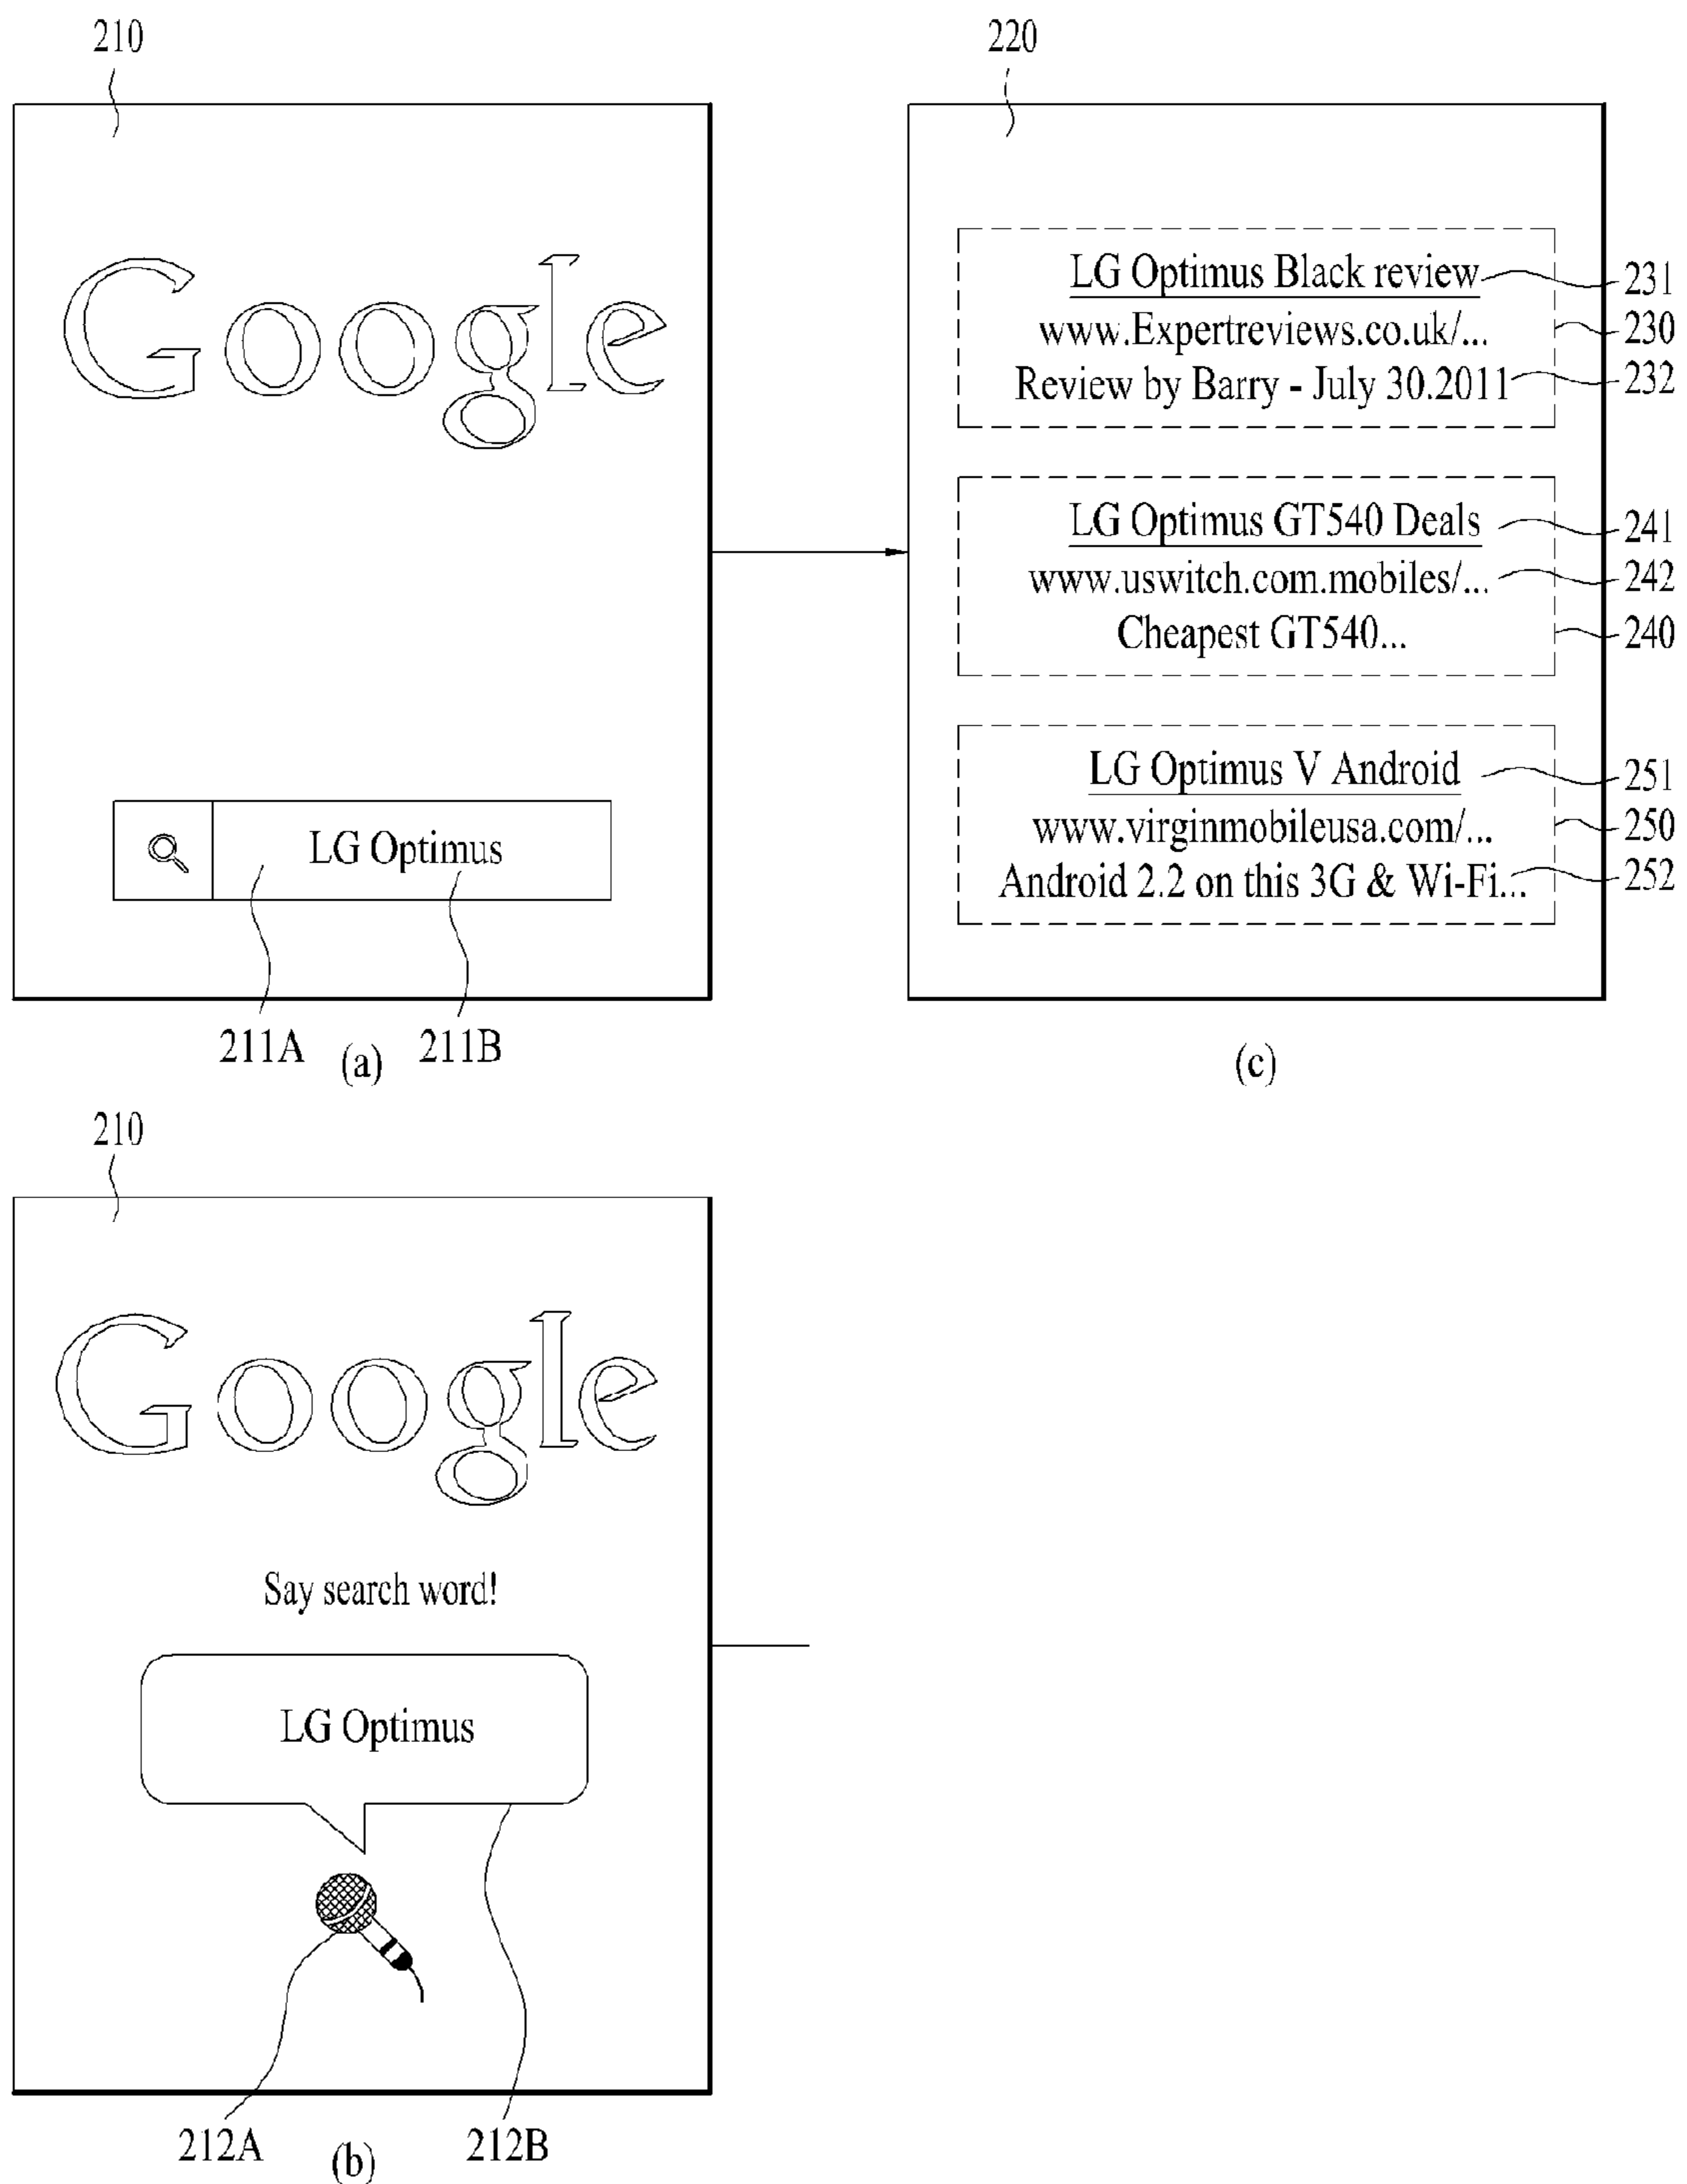 210
Google
LG Optimus
211A
211B
(a)
220
LG Optimus Black review
231
www.Expertreviews.co.uk/...
230
Review by Barry - July 30.2011
232
LG Optimus GT540 Deals
241
www.uswitch.com.mobiles/...
242
Cheapest GT540...
240
LG Optimus V Android
251
www.virginmobileusa.com/...
250
Android 2.2 on this 3G & Wi-Fi...
252
(c)
210
Google
Say search word!
LG Optimus
212A
212B
(b)